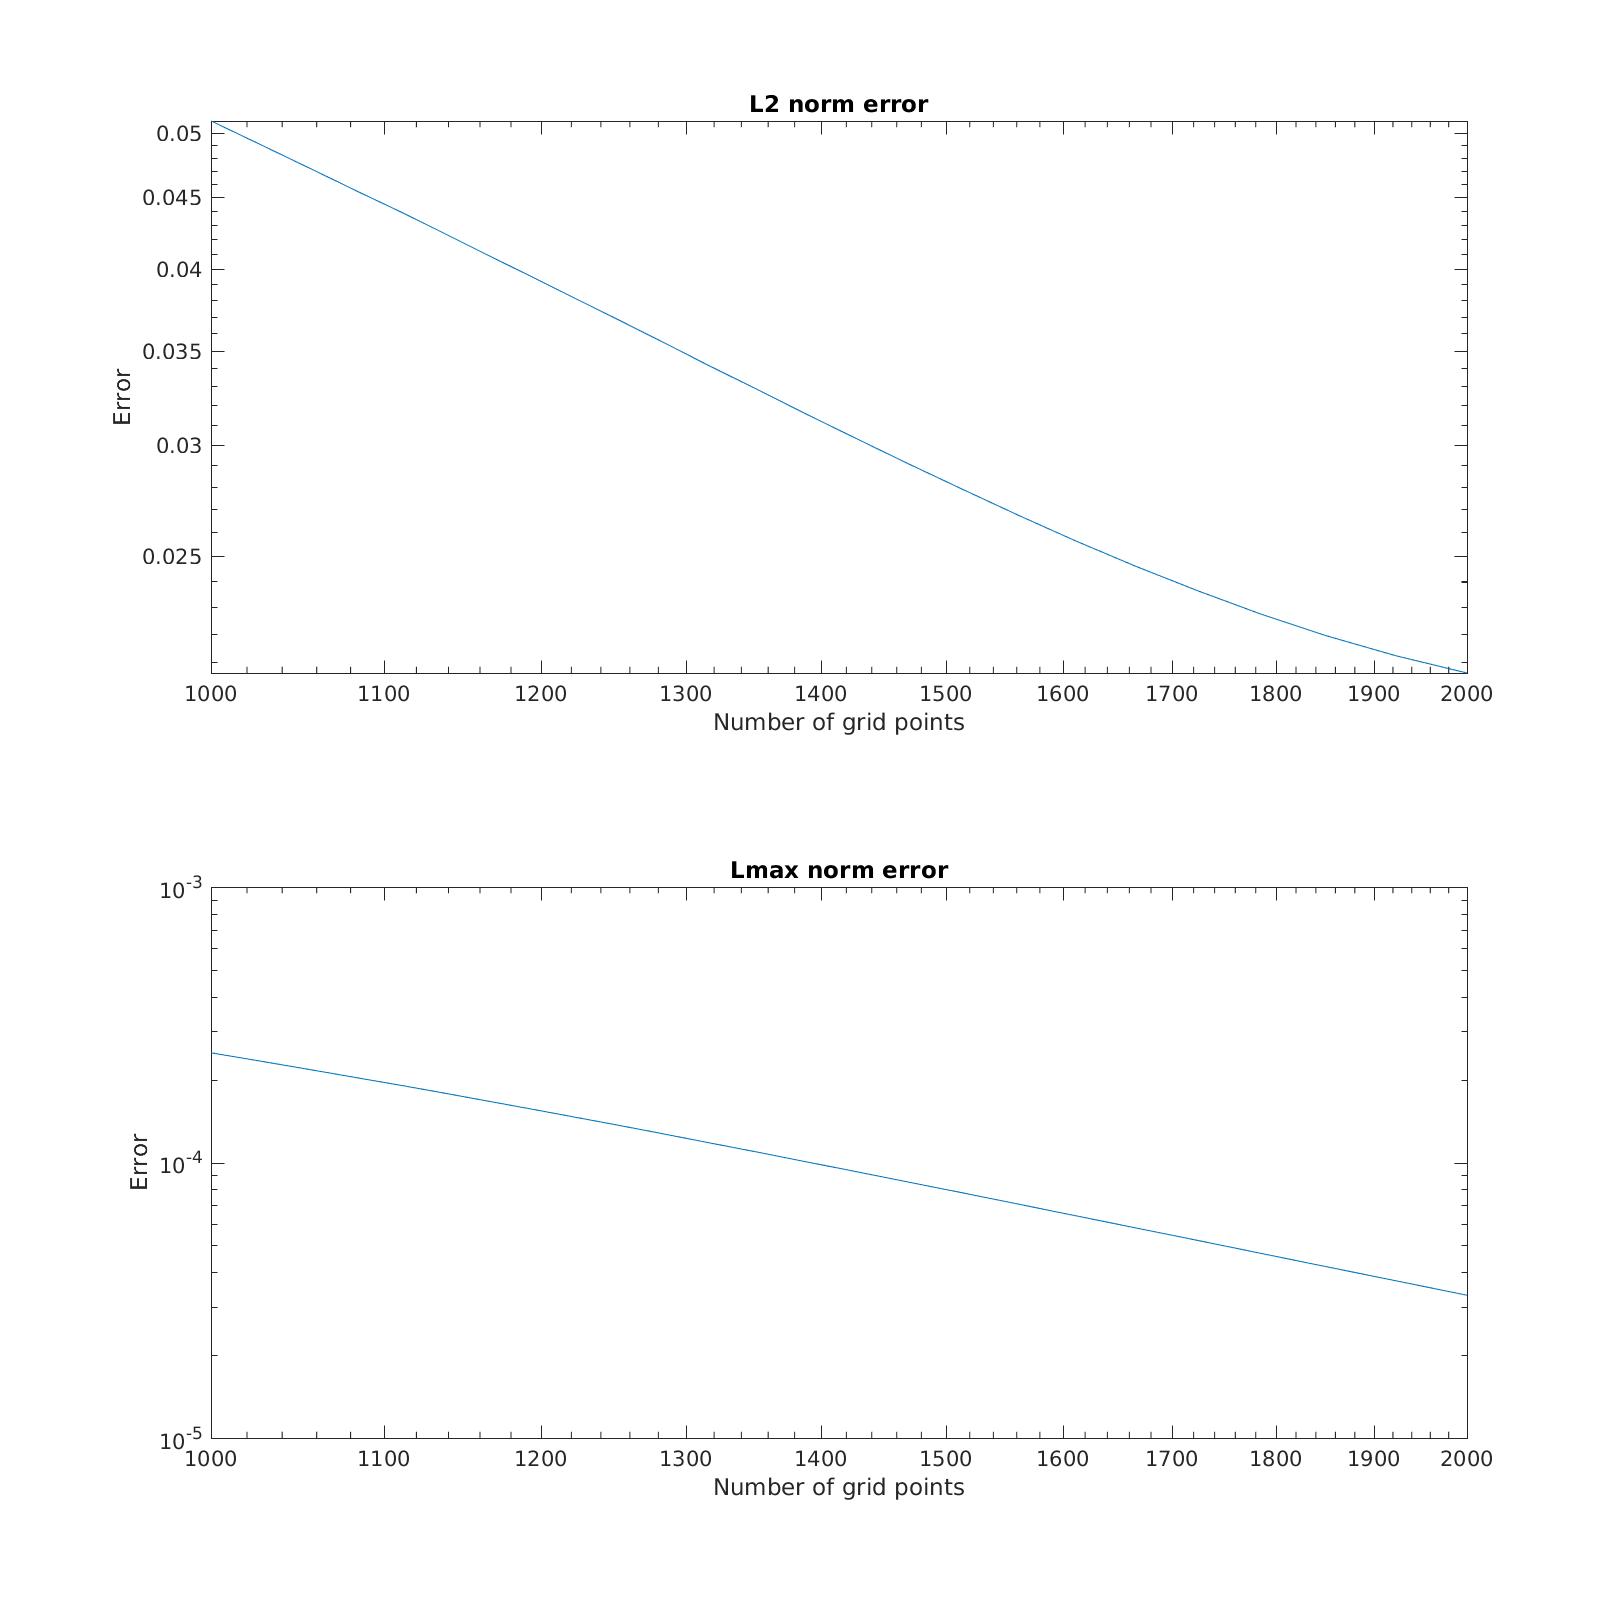 L2 norm error
0.05
0.045
0.04
0.035
0.03
0.025
Error
1000 1100 1200 1300 1400 1500 1600 1700 1800 1900 2000
Number of grid points
Lmax norm error
10-3
10-4
10-5
Error
1000 1100 1200 1300 1400 1500 1600 1700 1800 1900 2000
Number of grid points